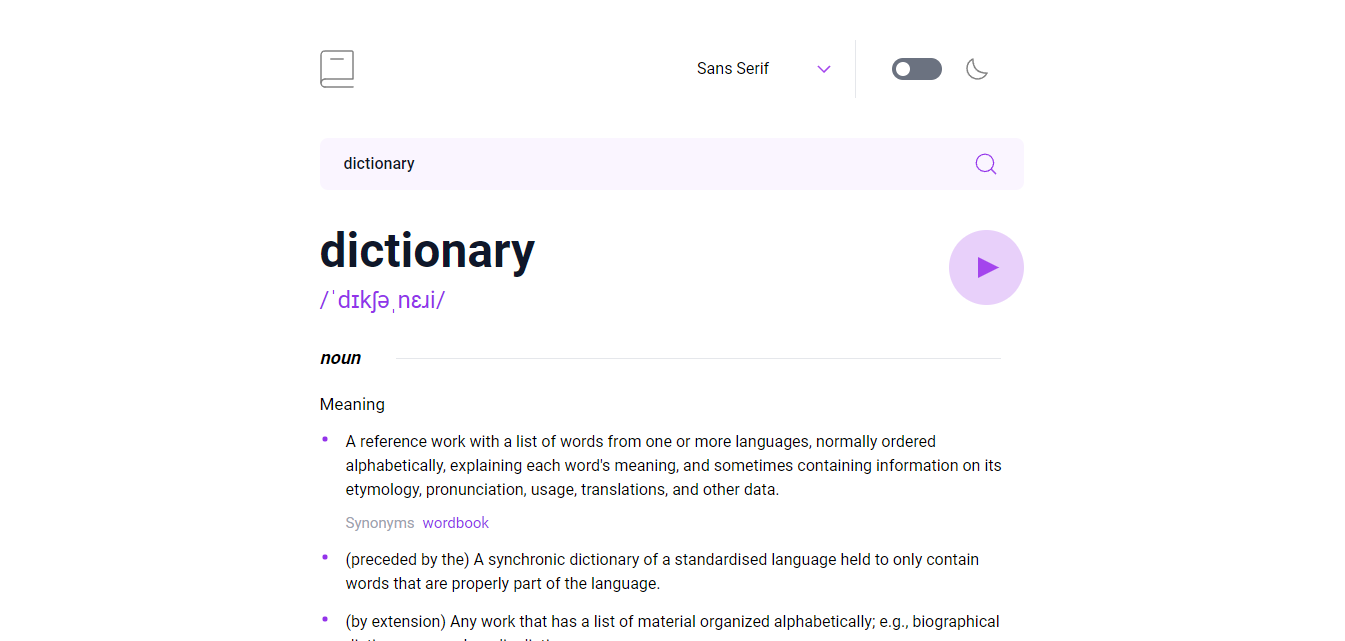 Sans Serif
dictionary
dictionary
/ˈdɪkʃəˌnɛɹi/
noun
Meaning
A reference work with a list of words from one or more languages, normally ordered
alphabetically, explaining each word's meaning, and sometimes containing information on its
etymology, pronunciation, usage, translations, and other data.
Synonyms wordbook
(preceded by the) A synchronic dictionary of a standardised language held to only contain
words that are properly part of the language.
(by extension) Any work that has a list of material organized alphabetically; e.g., biographical